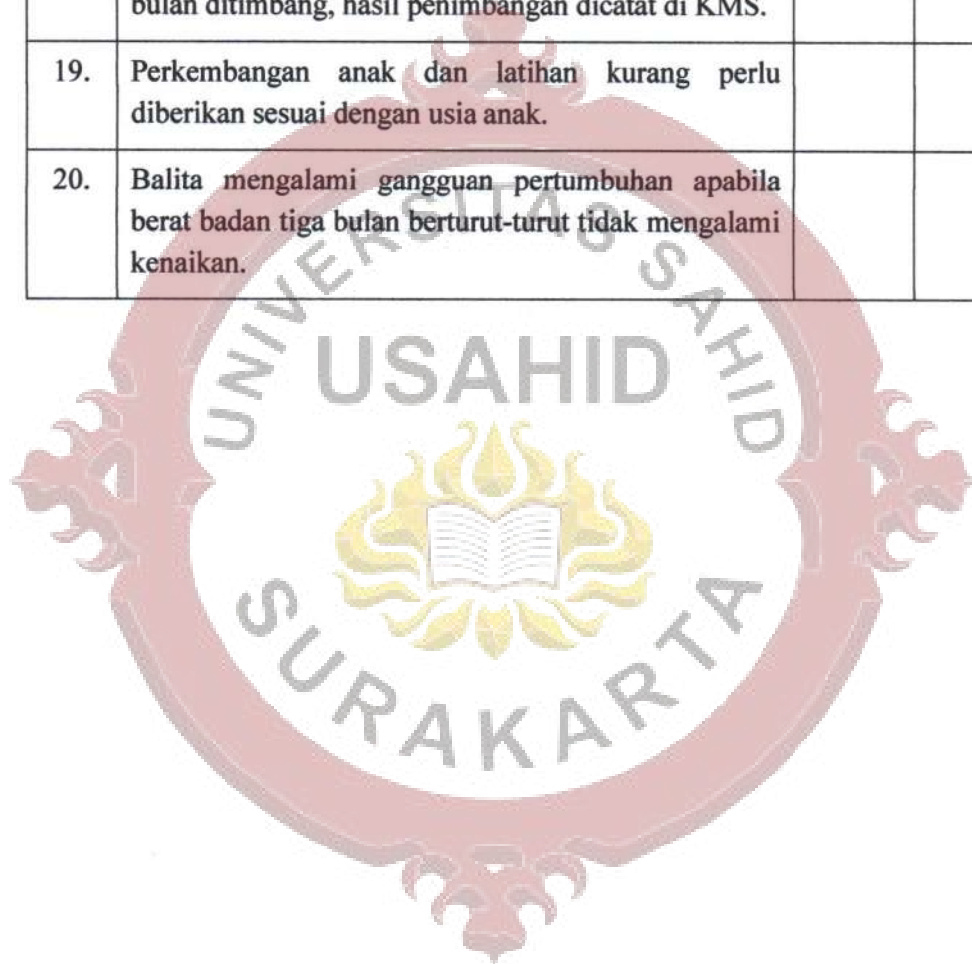 bulan ditimbang, hasil penimbangan dicatat di KMS.
19. Perkembangan anak dan latihan kurang perlu
diberikan sesuai dengan usia anak.
20. Balita mengalami gangguan pertumbuhan apabila
berat badan tiga bulan berturut-turut tidak mengalami
kenaikan.
UNIVERSITAS SAHID
USAHID
SURAKARTA